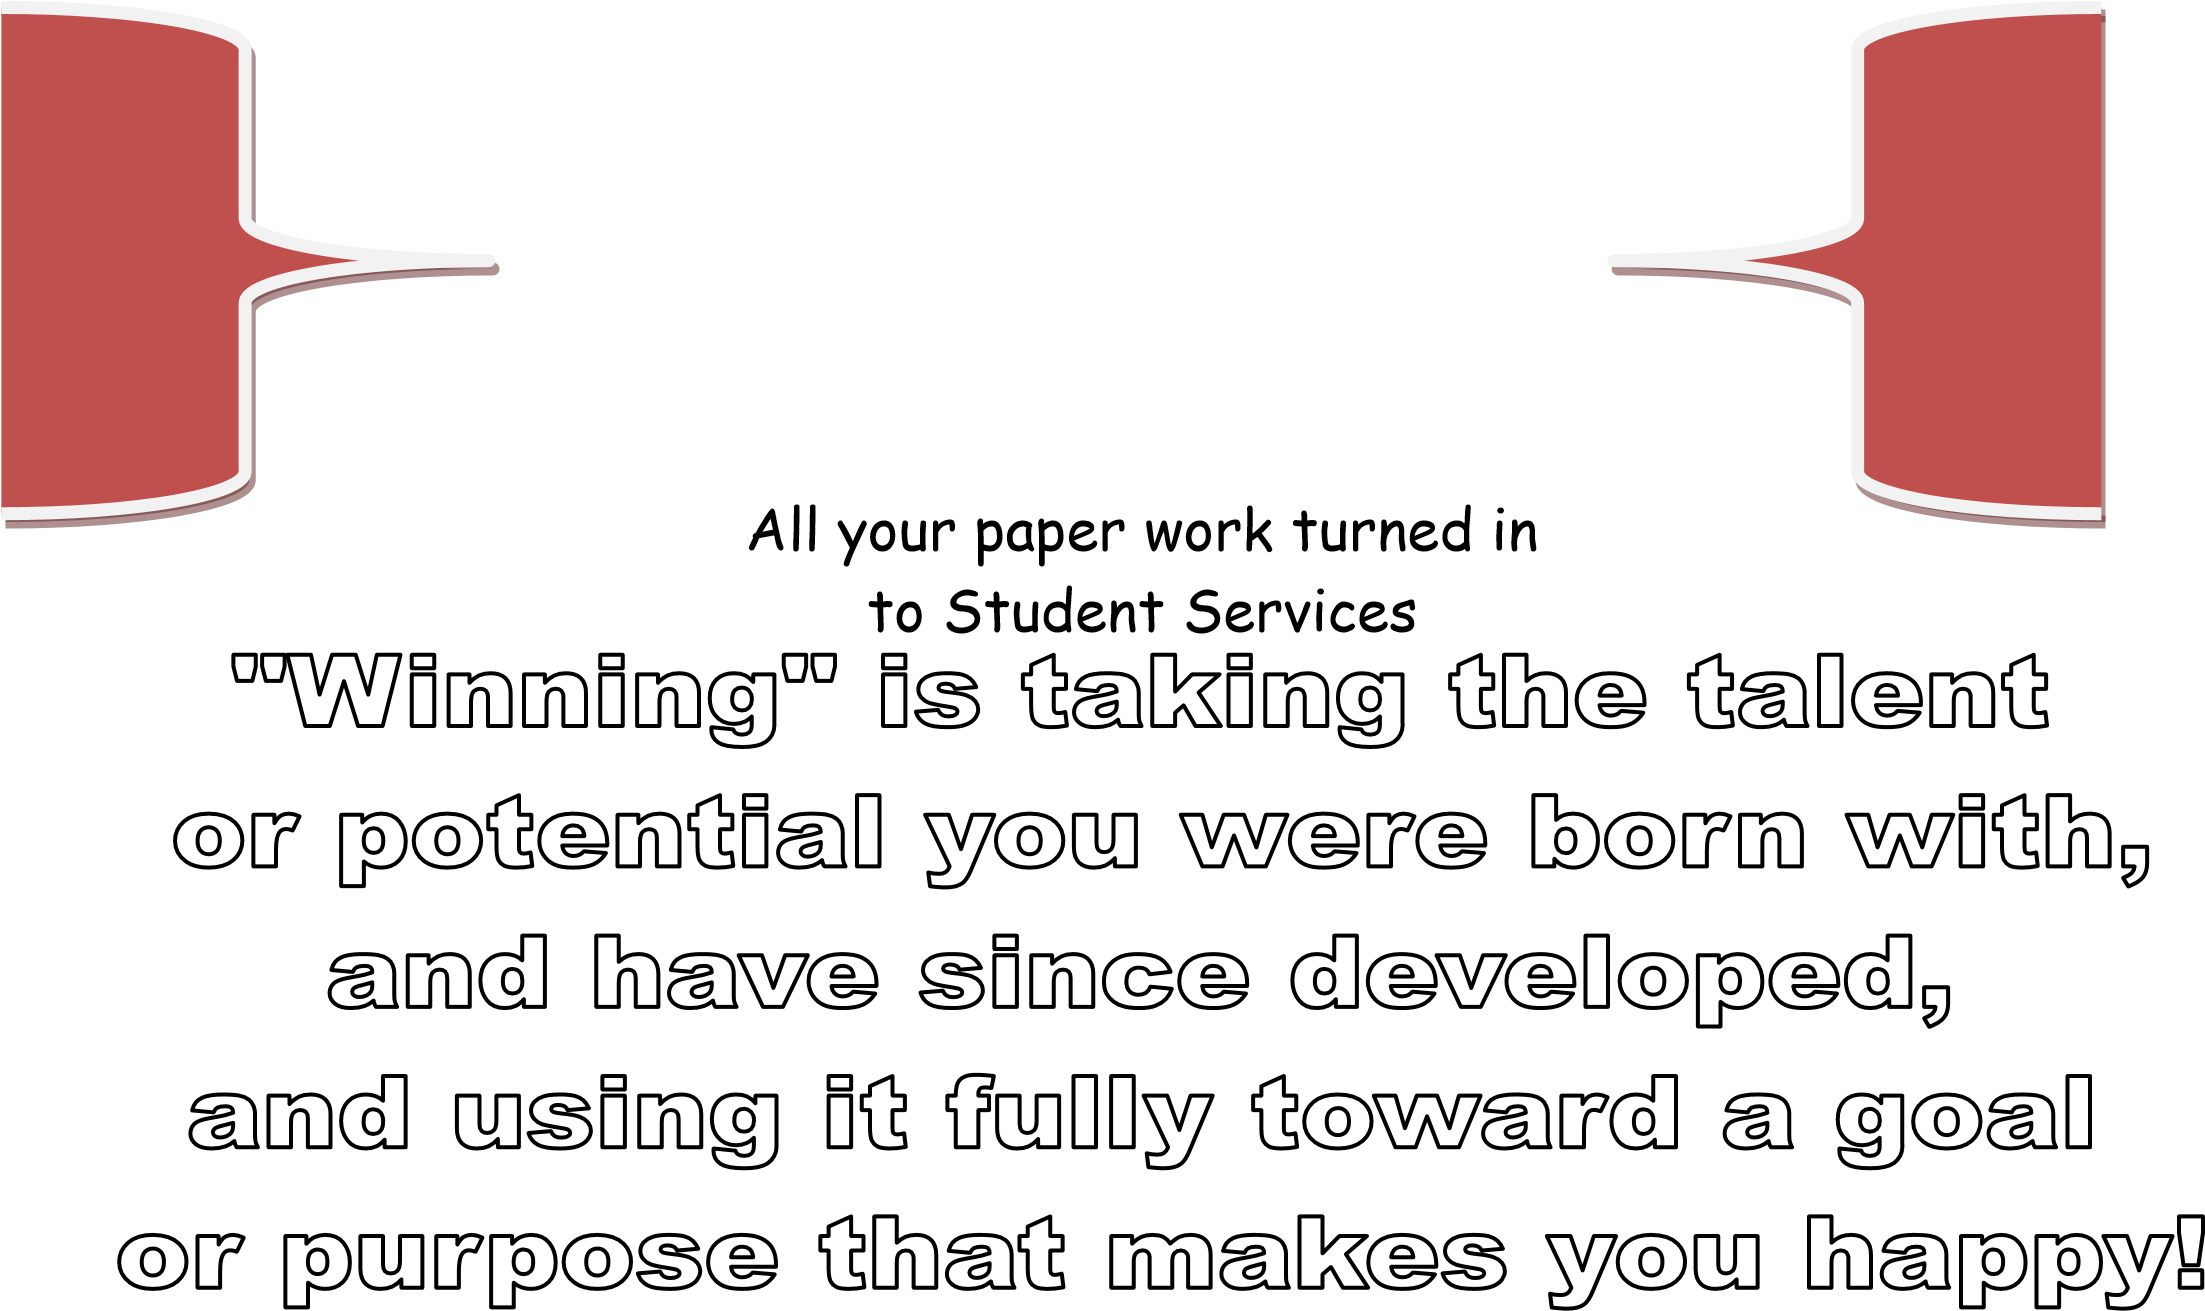 All your paper work turned in
to Student Services
"Winning" is taking the talent
or potential you were born with,
and have since developed,
and using it fully toward a goal
or purpose that makes you happy!